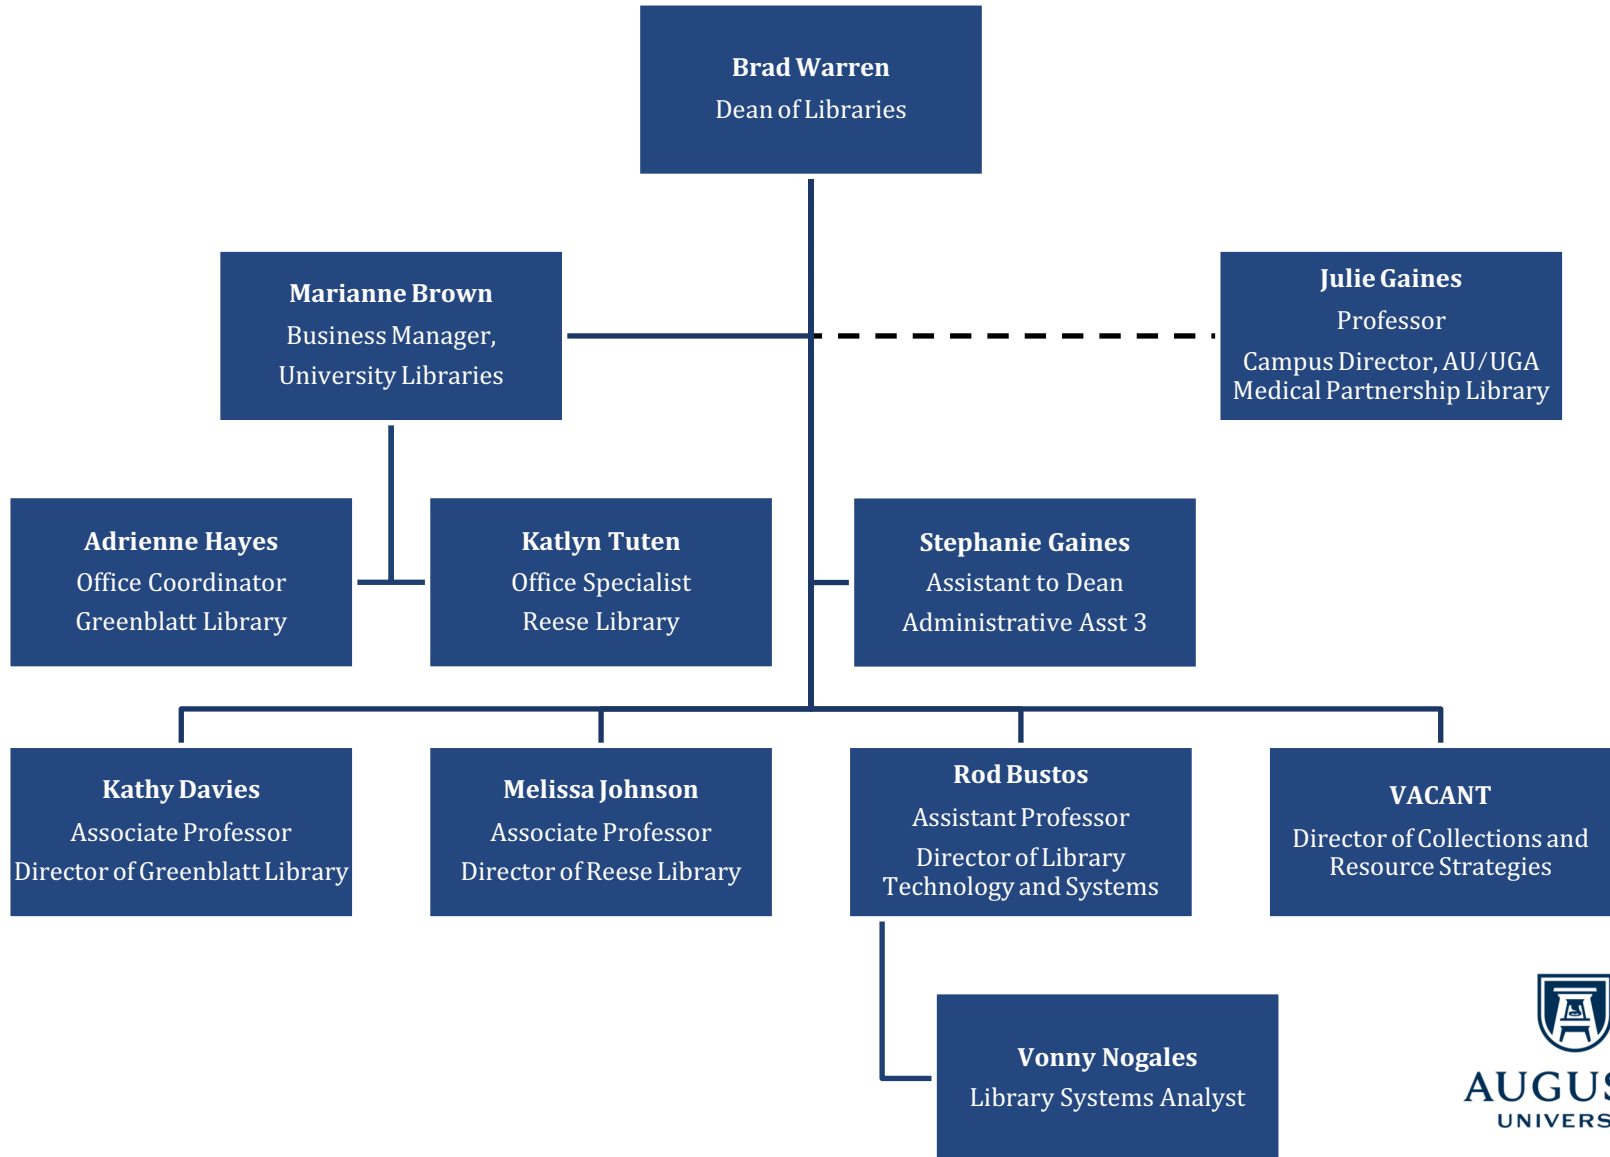 Brad Warren
Dean of Libraries
Marianne Brown
Business Manager,
University Libraries
Julie Gaines
Professor
Campus Director, AU/UGA
Medical Partnership Library
Adrienne Hayes
Office Coordinator
Greenblatt Library
Katlyn Tuten
Office Specialist
Reese Library
Stephanie Gaines
Assistant to Dean
Administrative Asst 3
Kathy Davies
Associate Professor
Director of Greenblatt Library
Melissa Johnson
Associate Professor
Director of Reese Library
Rod Bustos
Assistant Professor
Director of Library
Technology and Systems
VACANT
Director of Collections and
Resource Strategies
Vonny Nogales
Library Systems Analyst
AUGUS
UNIVERS